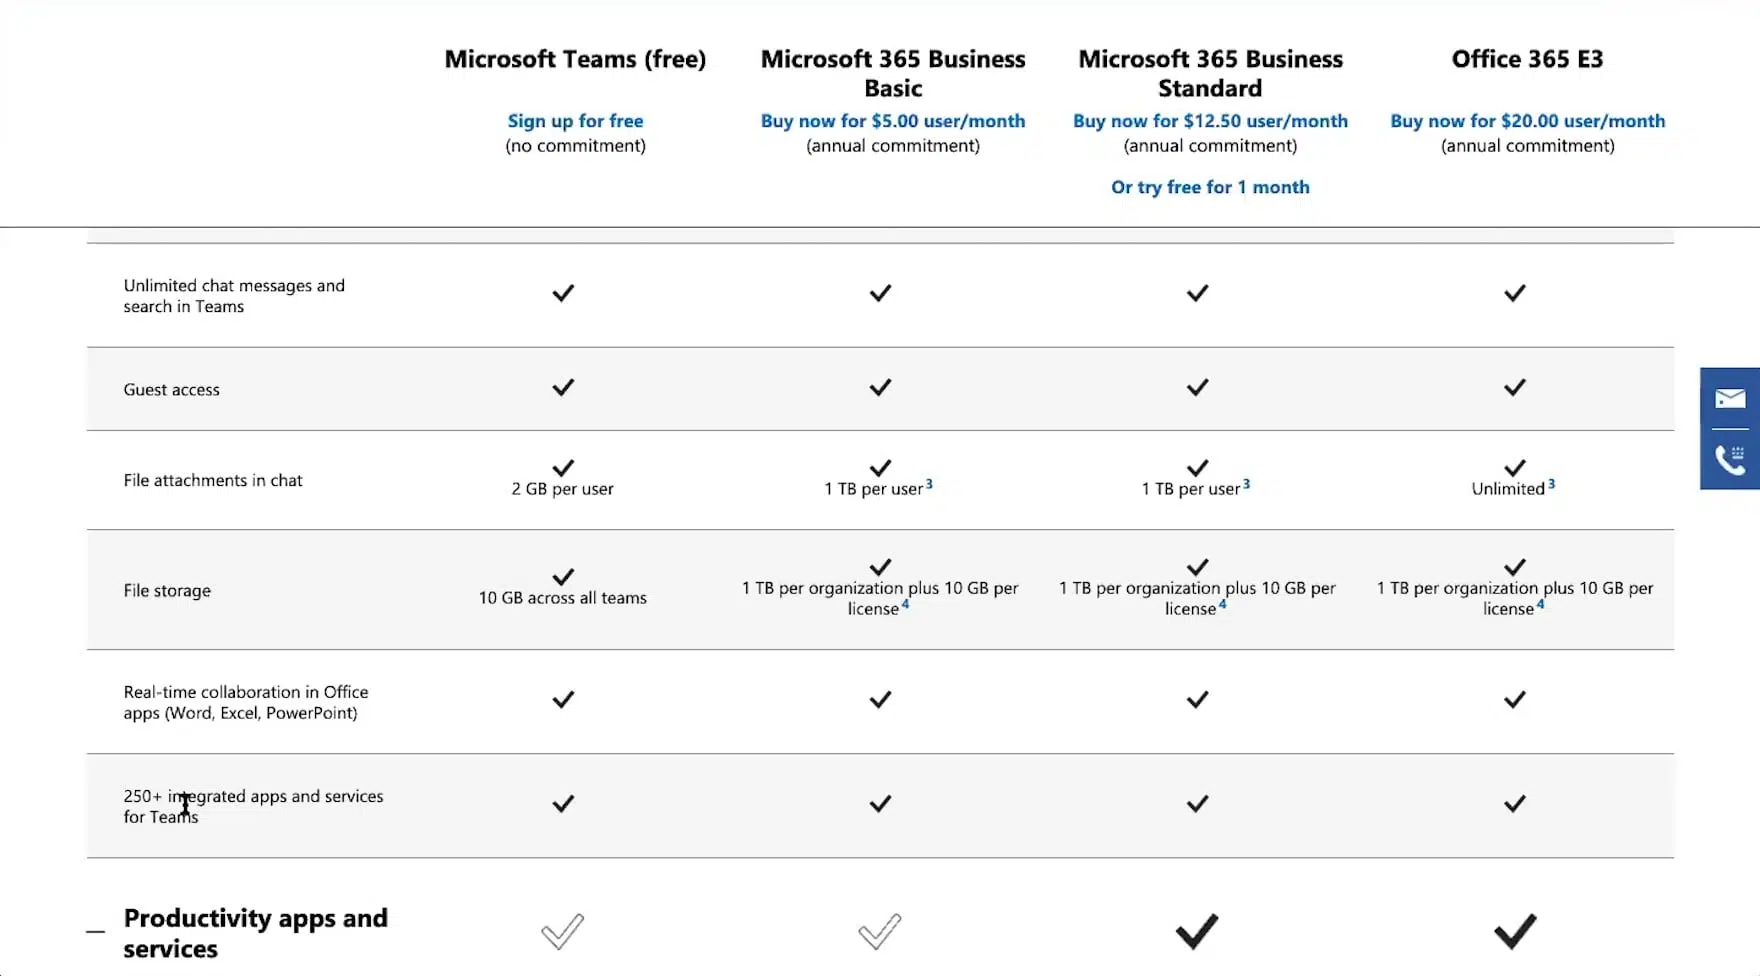 Microsoft Teams (free)
Sign up for free
(no commitment)
Microsoft 365 Business
Basic
Buy now for $5.00 user/month
(annual commitment)
Microsoft 365 Business
Standard
Buy now for $12.50 user/month
(annual commitment)
Or try free for 1 month
Office 365 E3
Buy now for $20.00 user/month
(annual commitment)
Unlimited chat messages and
search in Teams
Guest access
File attachments in chat
2 GB per user
1 TB per user 3
1 TB per user 3
Unlimited 3
File storage
10 GB across all teams
1 TB per organization plus 10 GB per
license 4
1 TB per organization plus 10 GB per
license 4
1 TB per organization plus 10 GB per
license 4
Real-time collaboration in Office
apps (Word, Excel, PowerPoint)
250+ integrated apps and services
for Teams
Productivity apps and
services